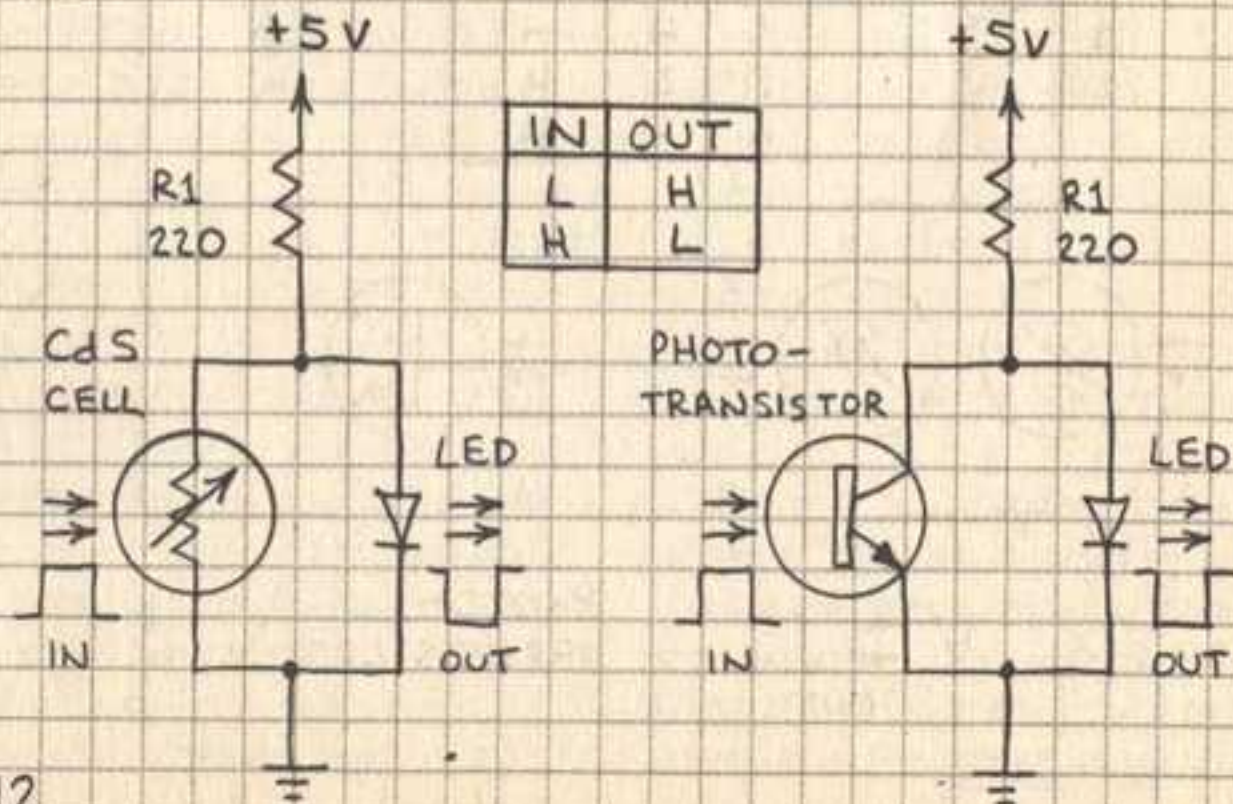 +5V
R1
220
CdS
CELL
LED
IN
OUT
IN OUT
L H
H L
+5V
R1
220
PHOTO-
TRANSISTOR
LED
IN
OUT